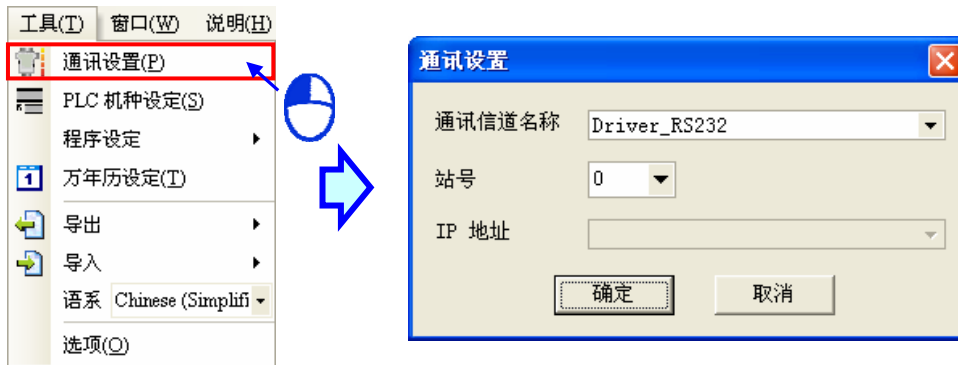 工具(T) 窗口(W) 说明(H)
通讯设置(P)
PLC 机种设定(S)
程序设定
1 万年历设定(T)
导出
导入
语系 Chinese (Simplifi
选项(O)
通讯设置
通讯信道名称 Driver_RS232
站号 0
IP 地址
确定 取消